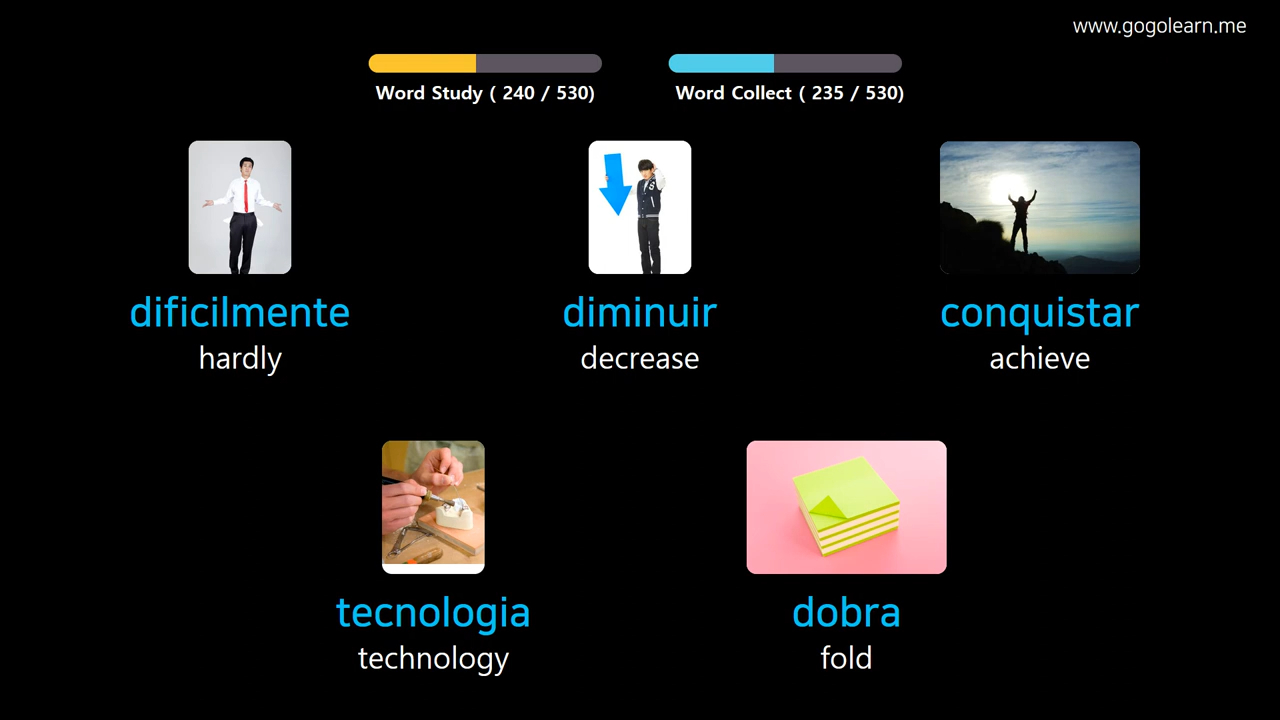 www.gogolearn.me
Word Study ( 240 / 530)
Word Collect ( 235 / 530)
dificilmente
hardly
diminuir
decrease
conquistar
achieve
tecnologia
technology
dobra
fold